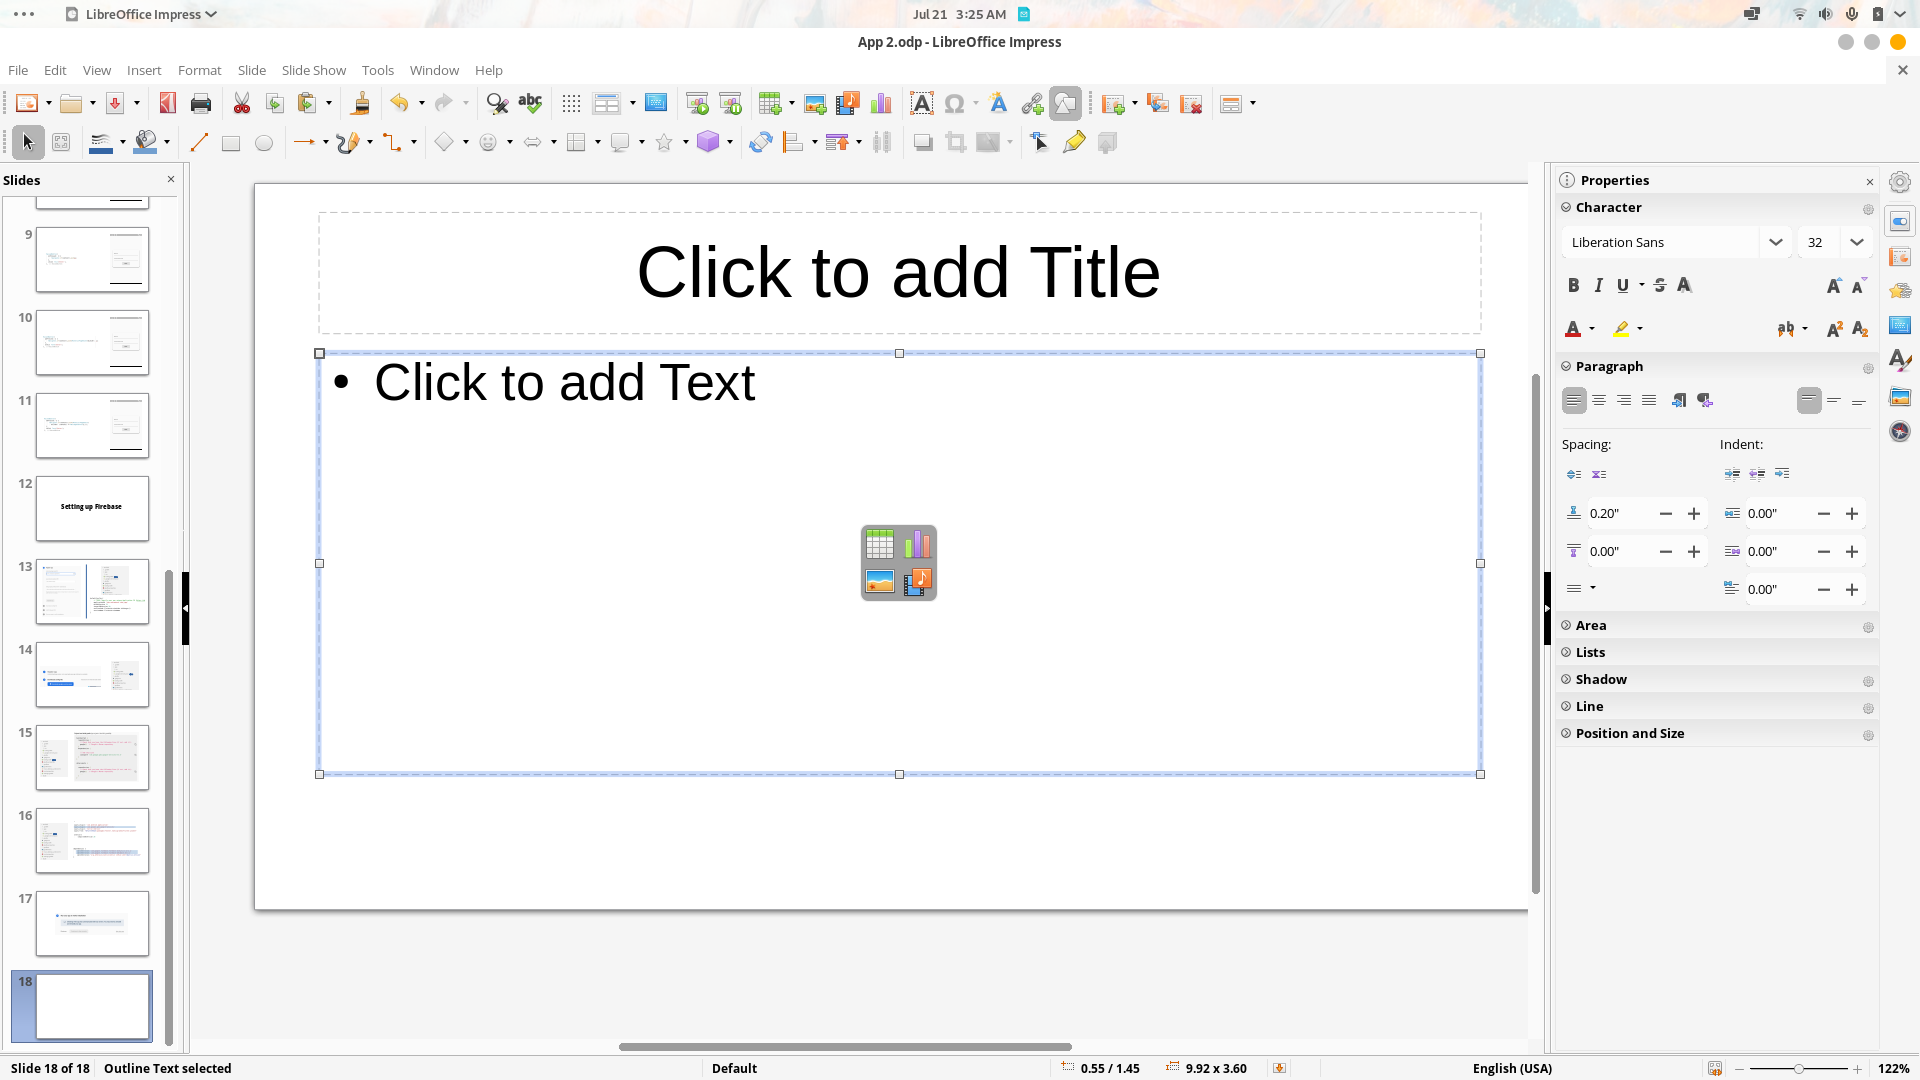 LibreOffice Impress
Jul 21 3:25 AM
App 2.odp - LibreOffice Impress
File Edit View Insert Format Slide Slide Show Tools Window Help
Slides
Properties
Character
Liberation Sans 32
Paragraph
Spacing: Indent:
0.20" 0.00"
0.00" 0.00"
0.00"
Area
Lists
Shadow
Line
Position and Size
9
10
11
12
Setting up Firebase
13
14
15
16
17
18
Click to add Title
• Click to add Text
Slide 18 of 18 Outline Text selected Default 0.55 / 1.45 9.92 x 3.60 English (USA) 122%